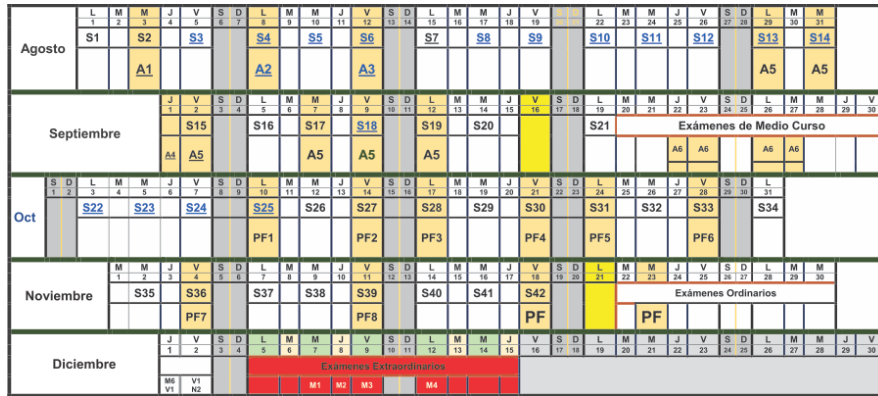 L M M J V S D L M M J V S D L M M J V S D L M M J V S D L M M
1 2 3 4 5 6 7 8 9 10 11 12 13 14 15 16 17 18 19 22 23 24 25 26 27 28 29 30 31
Agosto
S1 S2 S3 S4 S5 S6 S7 S8 S9 S10 S11 S12 S13 S14
A1 A2 A3 A5 A5
J V S D L M M J V S D L M M J V S D L M M J V S D L M M J V
1 2 3 4 5 6 7 8 9 10 11 12 13 14 15 16 17 18 19 20 21 22 23 24 25 26 27 28 29 30
Septiembre
S15 S16 S17 S18 S19 S20 S21 Exámenes de Medio Curso
A4 A5 A5 A5 A5 A6 A6 A6 A6
S D L M M J V S D L M M J V S D L M M J V S D L M M J V S D L
1 2 3 4 5 6 7 8 9 10 11 12 13 14 15 16 17 18 19 20 21 22 23 24 25 26 27 28 29 30 31
Oct
S22 S23 S24 S25 S26 S27 S28 S29 S30 S31 S32 S33 S34
PF1 PF2 PF3 PF4 PF5 PF6
M M J V S D L M M J V S D L M M J V S D L M M J V S D L M M
1 2 3 4 5 6 7 8 9 10 11 12 13 14 15 16 17 18 19 20 21 22 23 24 25 26 27 28 29 30
Noviembre
S35 S36 S37 S38 S39 S40 S41 S42 Exámenes Ordinarios
PF7 PF8 PF PF
J V S D L M M J V S D L M M J V S D L M M J V S D L M M J V
1 2 3 4 5 6 7 8 9 10 11 12 13 14 15 16 17 18 19 20 21 22 23 24 25 26 27 28 29 30
Diciembre
Exámenes Extraordinarios
M6 V1 M1 M2 M3 M4
V1 N2